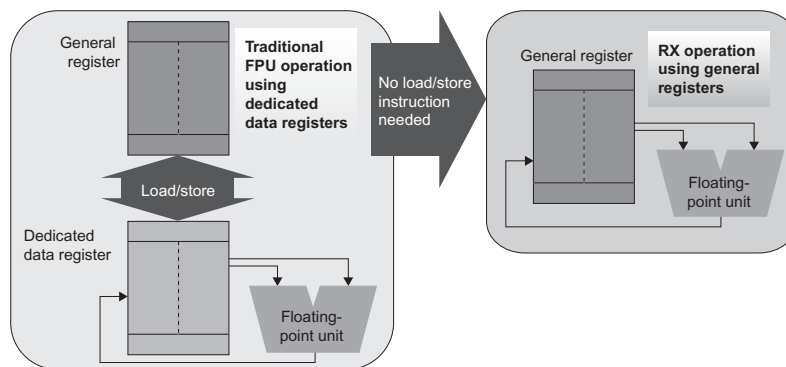 General
register
Traditional
FPU operation
using
dedicated
data registers
Load/store
Dedicated
data register
Floating-
point unit
No load/store
instruction
needed
General register
RX operation
using general
registers
Floating-
point unit